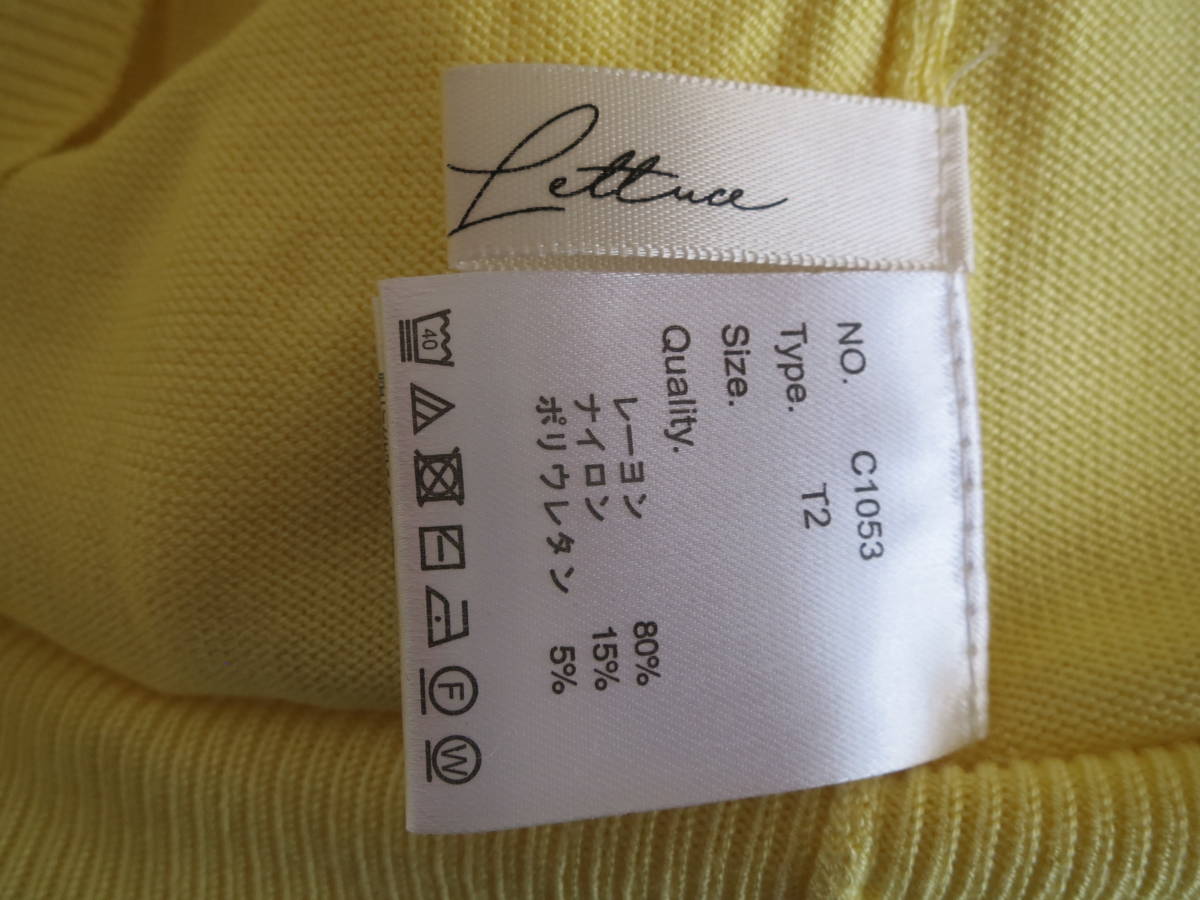 Lettuce
NO. C1053
Type. T2
Size.
Quality.
レーヨン 80%
ナイロン 15%
ポリウレタン 5%
40 F W